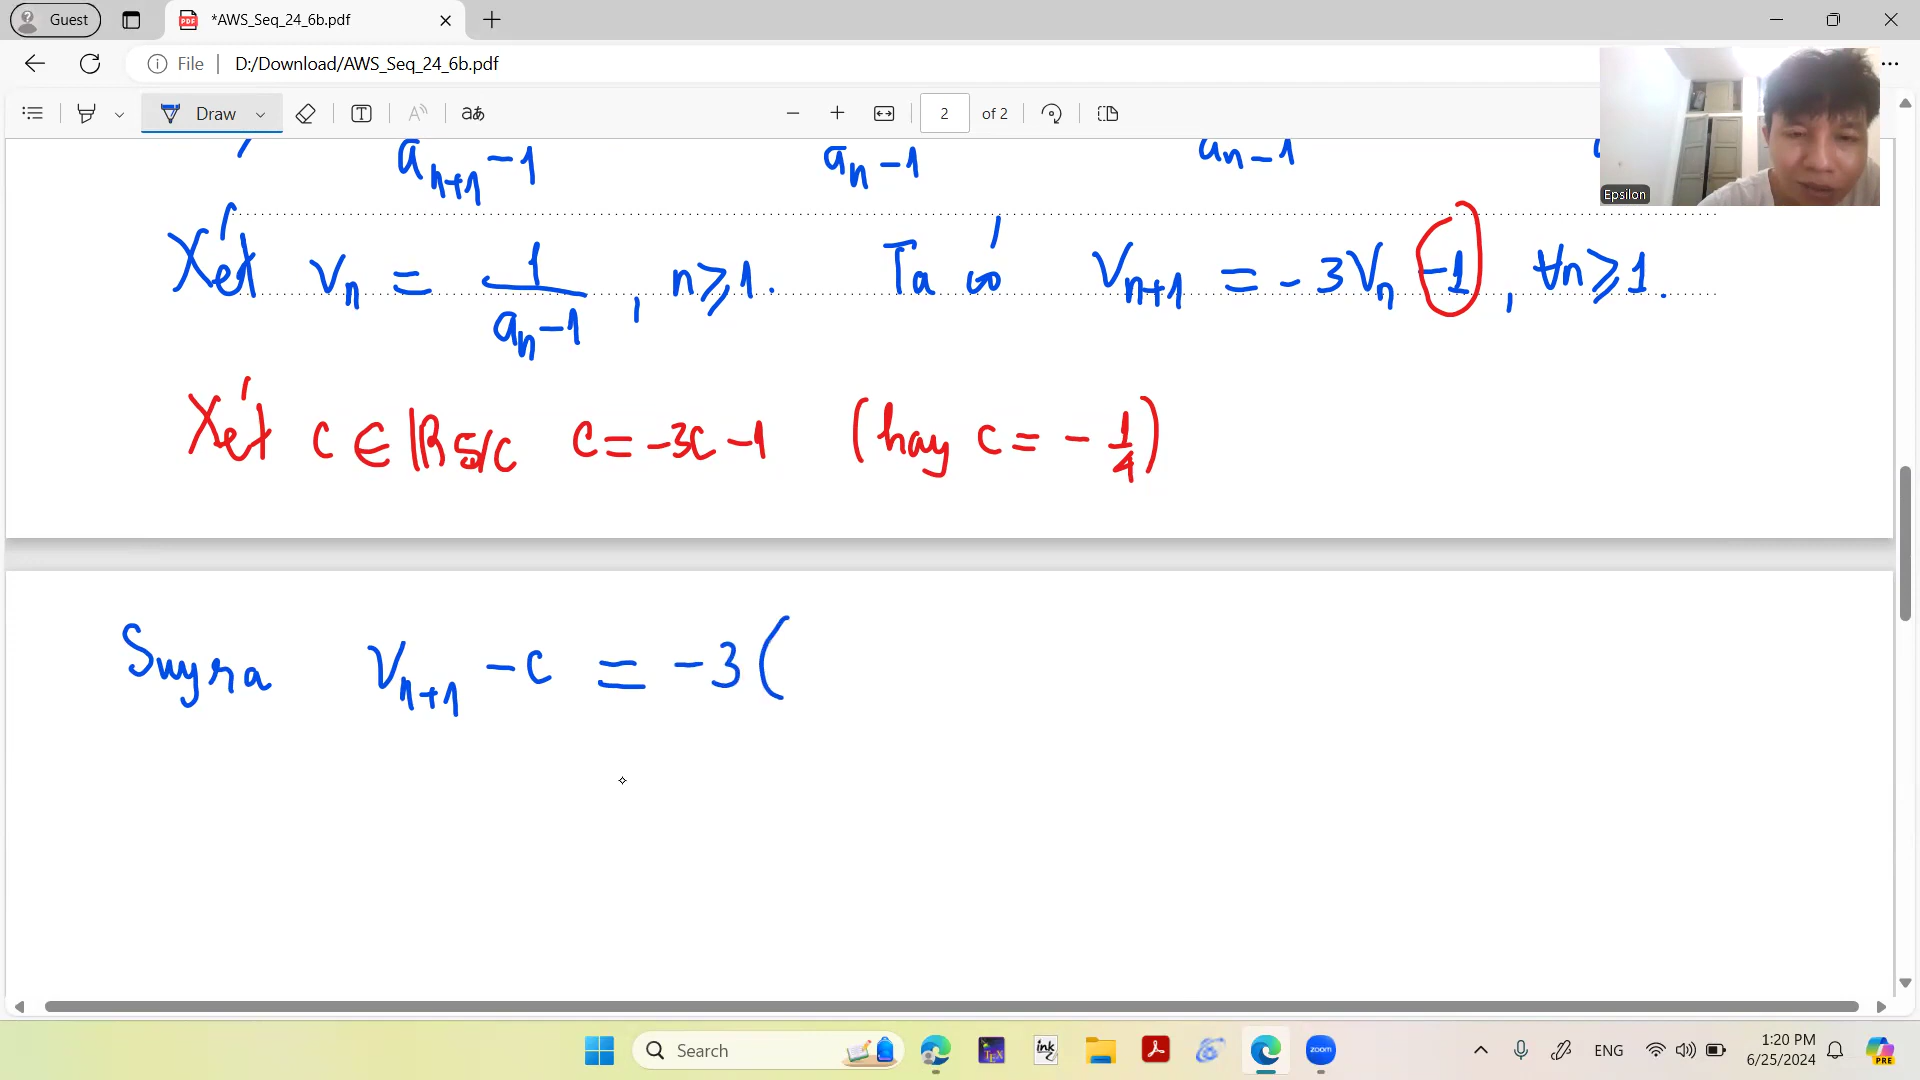 Guest
*AWS_Seq_24_6b.pdf
File D:/Download/AWS_Seq_24_6b.pdf
Draw 2 of 2
Epsilon
a_{n+1} - 1 a_n - 1 a_n - 1
Xét v_n = 1/(a_n - 1), n ⩾ 1. Ta có V_{n+1} = -3V_n -1, ∀n ⩾ 1.
Xét c ∈ ℝ s/c c = -3c - 1 (hay c = -1/4)
Suy ra V_{n+1} - c = -3(
Search
zoom
ENG
1:20 PM
6/25/2024
PRE